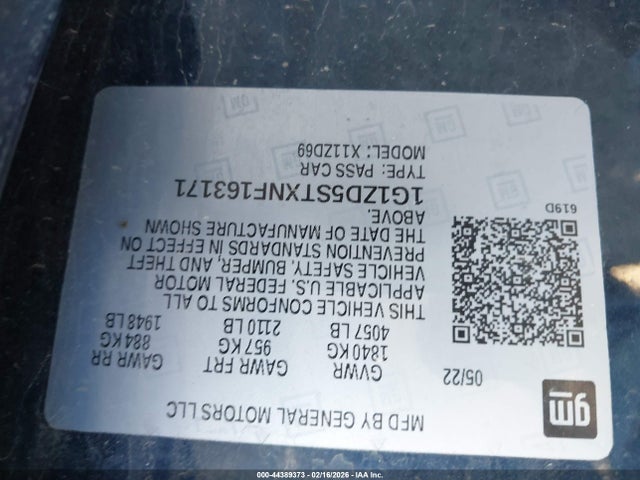 gm
MFD BY GENERAL MOTORS LLC
05/22
GVWR GAWR FRT GAWR RR
1840 KG 957 KG 884 KG
4057 LB 2110 LB 1948 LB
THIS VEHICLE CONFORMS TO ALL
APPLICABLE U.S. FEDERAL MOTOR
VEHICLE SAFETY, BUMPER, AND THEFT
PREVENTION STANDARDS IN EFFECT ON
THE DATE OF MANUFACTURE SHOWN
ABOVE.
1G1ZD5STXNF163171
TYPE: PASS CAR
MODEL: X11ZD69
619D
000-44389373 - 02/16/2026 - IAA Inc.